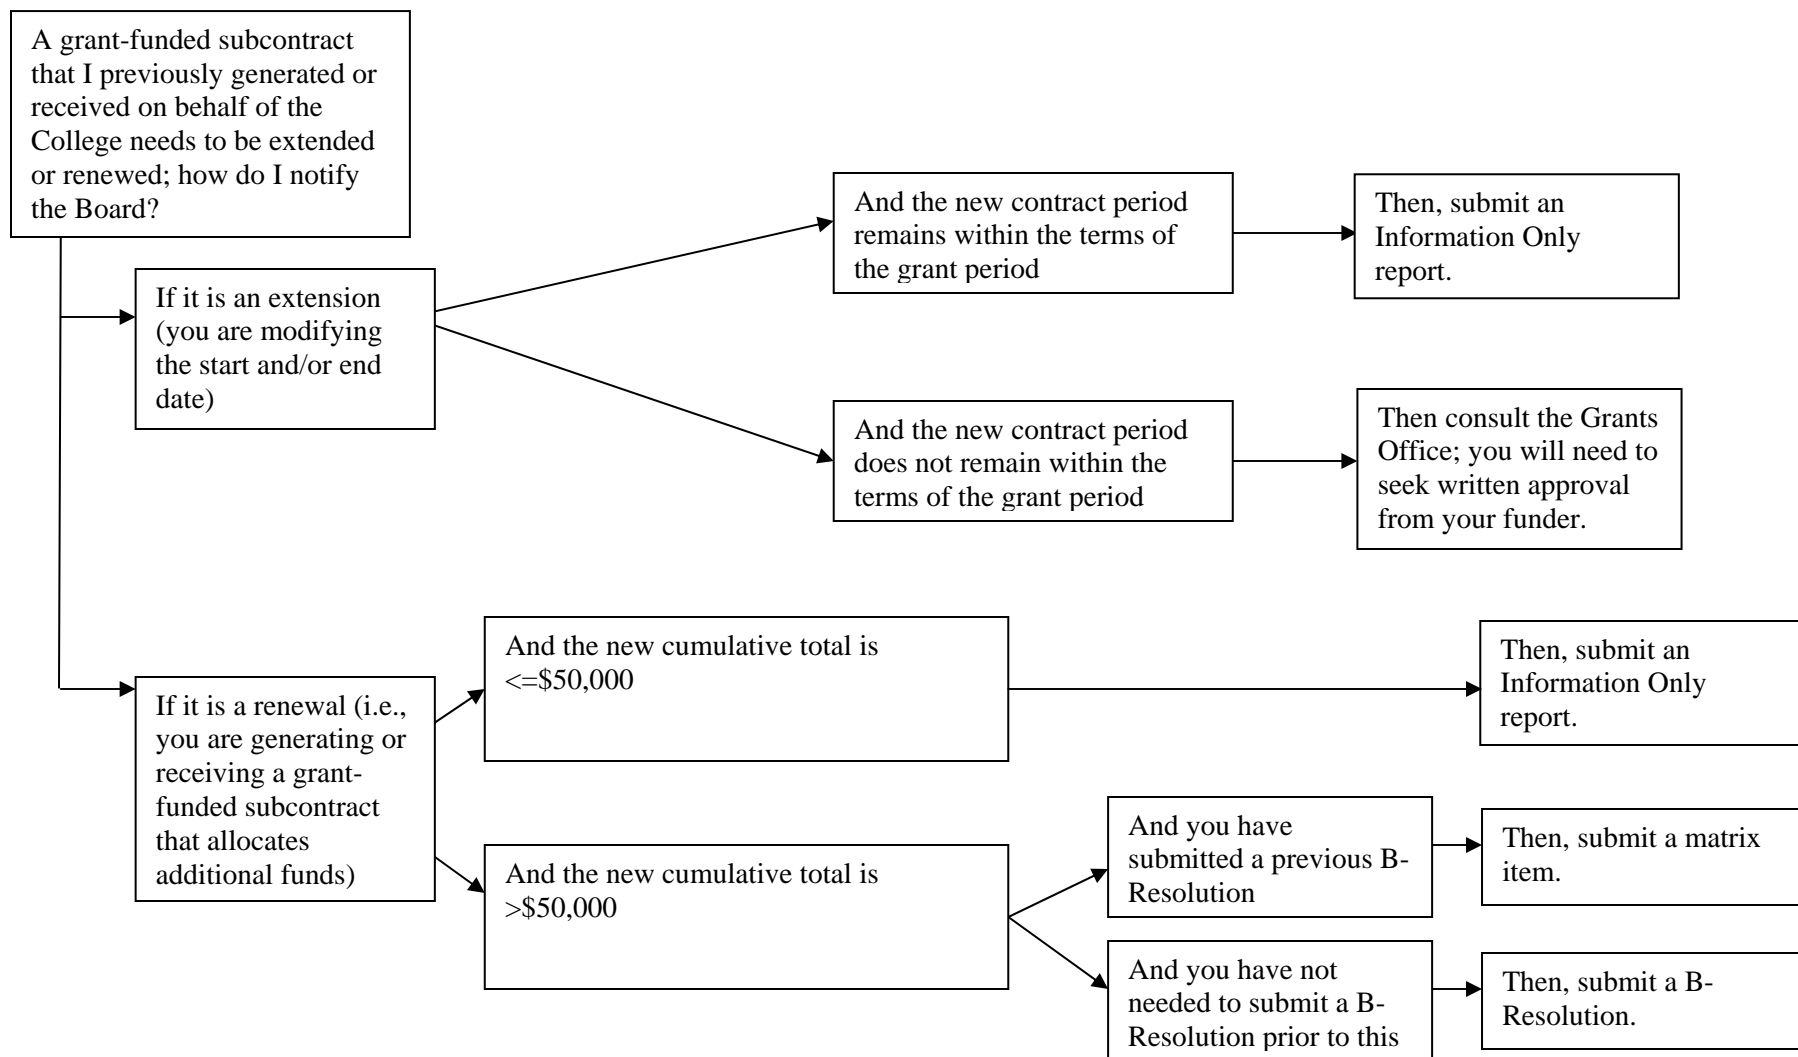 A grant-funded subcontract
that I previously generated or
received on behalf of the
College needs to be extended
or renewed; how do I notify
the Board?
If it is an extension
(you are modifying
the start and/or end
date)
And the new contract period
remains within the terms of
the grant period
Then, submit an
Information Only
report.
And the new contract period
does not remain within the
terms of the grant period
Then consult the Grants
Office; you will need to
seek written approval
from your funder.
If it is a renewal (i.e.,
you are generating or
receiving a grant-
funded subcontract
that allocates
additional funds)
And the new cumulative total is
<=$50,000
Then, submit an
Information Only
report.
And the new cumulative total is
>$50,000
And you have
submitted a previous B-
Resolution
Then, submit a matrix
item.
And you have not
needed to submit a B-
Resolution prior to this
Then, submit a B-
Resolution.